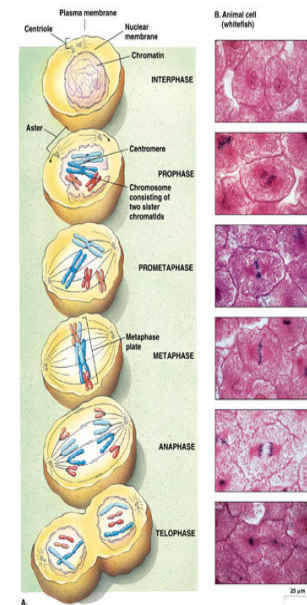 Plasma membrane
Centriole
Nuclear
membrane
Chromatin
INTERPHASE
Aster
Centromere
PROPHASE
Chromosome
consisting of
two sister
chromatids
PROMETAPHASE
Metaphase
plate
METAPHASE
ANAPHASE
TELOPHASE
A.
B. Animal cell
(whitefish)
25 µm